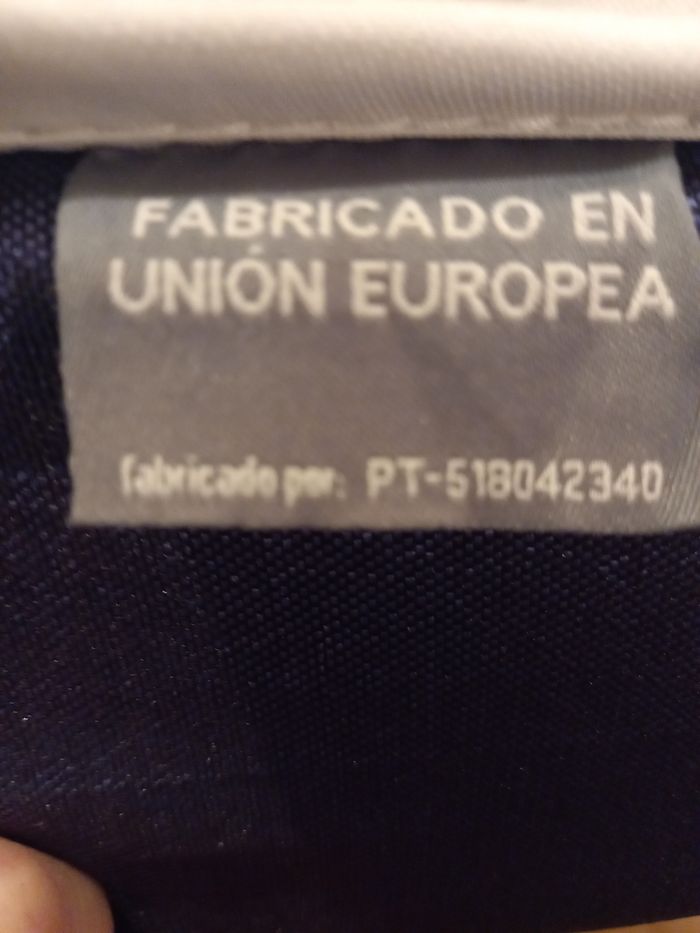 FABRICADO EN
UNIÓN EUROPEA
fabricado por: PT-518042340